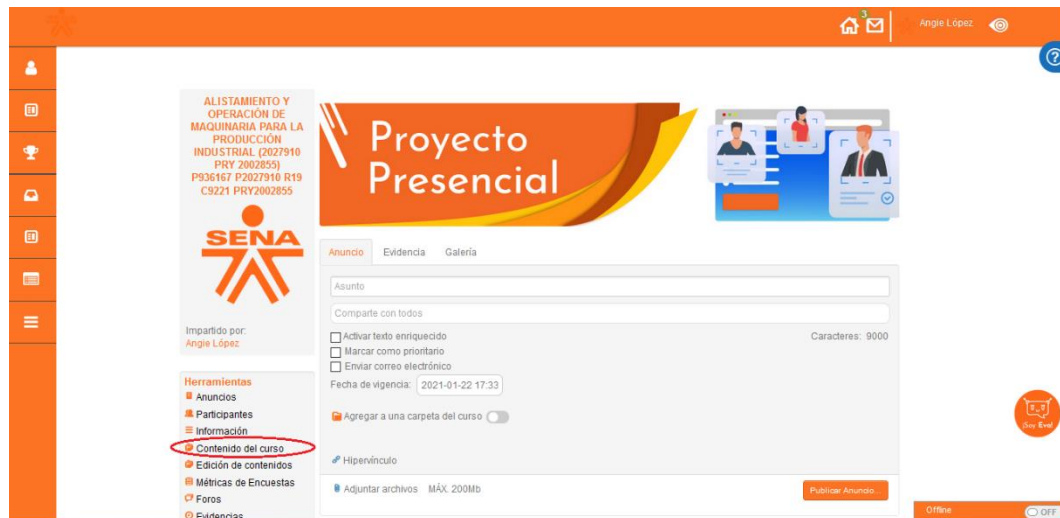 3
Angie López
?
ALISTAMIENTO Y
OPERACIÓN DE
MAQUINARIA PARA LA
PRODUCCIÓN
INDUSTRIAL (2027910
PRY 2002855)
P936167 P2027910 R19
C9221 PRY2002855
SENA
Impartido por:
Angie López
Herramientas
Anuncios
Participantes
Información
Contenido del curso
Edición de contenidos
Métricas de Encuestas
Foros
Evidencias
Proyecto
Presencial
Anuncio Evidencia Galería
Asunto
Comparte con todos
Activar texto enriquecido Caracteres: 9000
Marcar como prioritario
Enviar correo electrónico
Fecha de vigencia: 2021-01-22 17:33
Agregar a una carpeta del curso
Hipervínculo
Adjuntar archivos MÁX. 200Mb Publicar Anuncio...
¡Soy Eva!
Offline OFF